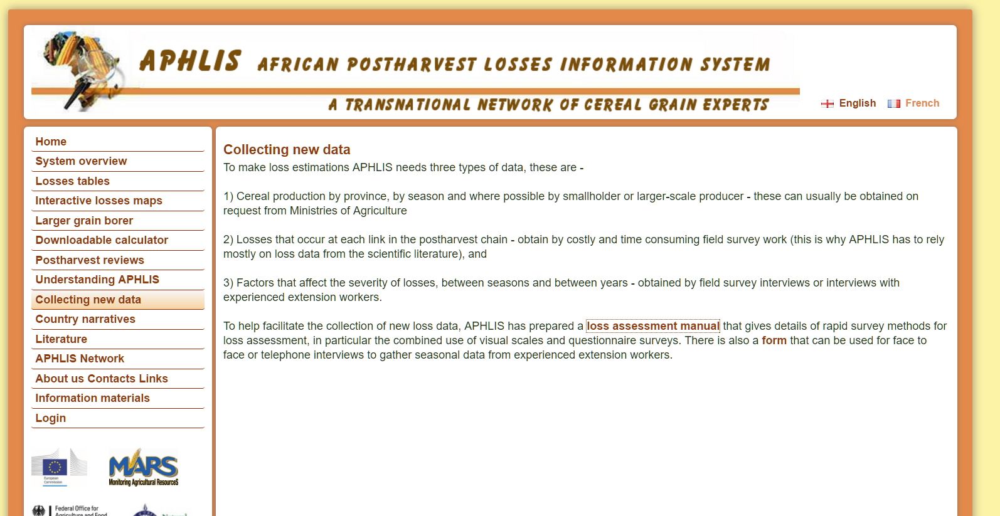 APHLIS AFRICAN POSTHARVEST LOSSES INFORMATION SYSTEM
A TRANSNATIONAL NETWORK OF CEREAL GRAIN EXPERTS
English French
Home
System overview
Losses tables
Interactive losses maps
Larger grain borer
Downloadable calculator
Postharvest reviews
Understanding APHLIS
Collecting new data
Country narratives
Literature
APHLIS Network
About us Contacts Links
Information materials
Login
European
Commission
MARS
Monitoring Agricultural ResourceS
Federal Office for
Agriculture and Food
Collecting new data
To make loss estimations APHLIS needs three types of data, these are -
1) Cereal production by province, by season and where possible by smallholder or larger-scale producer - these can usually be obtained on
request from Ministries of Agriculture
2) Losses that occur at each link in the postharvest chain - obtain by costly and time consuming field survey work (this is why APHLIS has to rely
mostly on loss data from the scientific literature), and
3) Factors that affect the severity of losses, between seasons and between years - obtained by field survey interviews or interviews with
experienced extension workers.
To help facilitate the collection of new loss data, APHLIS has prepared a loss assessment manual that gives details of rapid survey methods for
loss assessment, in particular the combined use of visual scales and questionnaire surveys. There is also a form that can be used for face to
face or telephone interviews to gather seasonal data from experienced extension workers.